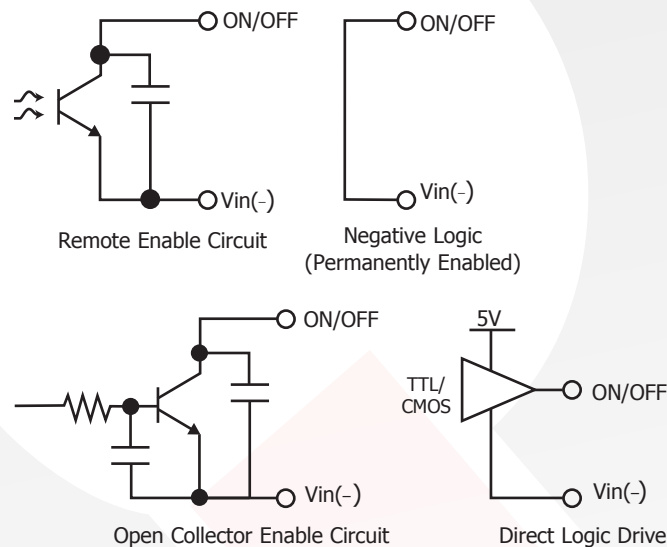 ON/OFF
Vin(–)
Remote Enable Circuit
ON/OFF
Vin(–)
Negative Logic
(Permanently Enabled)
ON/OFF
Vin(–)
Open Collector Enable Circuit
5V
TTL/
CMOS
ON/OFF
Vin(–)
Direct Logic Drive